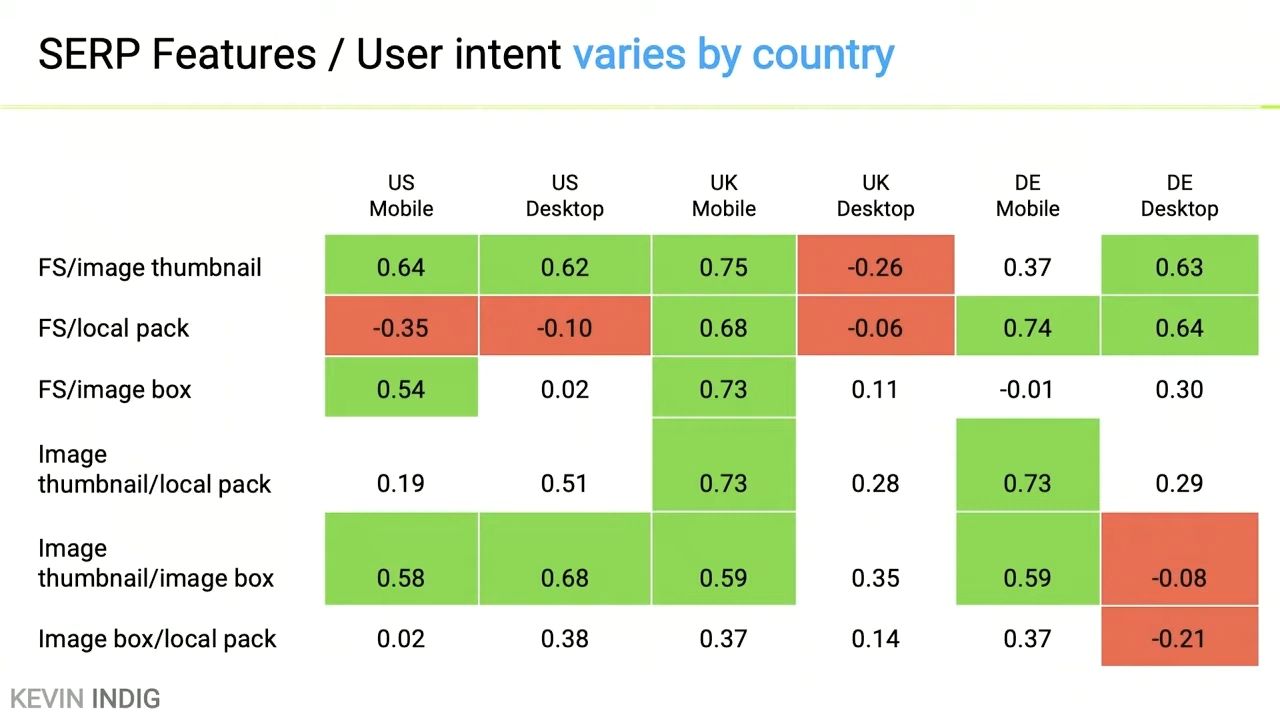 SERP Features / User intent varies by country
US Mobile US Desktop UK Mobile UK Desktop DE Mobile DE Desktop
FS/image thumbnail 0.64 0.62 0.75 -0.26 0.37 0.63
FS/local pack -0.35 -0.10 0.68 -0.06 0.74 0.64
FS/image box 0.54 0.02 0.73 0.11 -0.01 0.30
Image
thumbnail/local pack 0.19 0.51 0.73 0.28 0.73 0.29
Image
thumbnail/image box 0.58 0.68 0.59 0.35 0.59 -0.08
Image box/local pack 0.02 0.38 0.37 0.14 0.37 -0.21
KEVIN INDIG